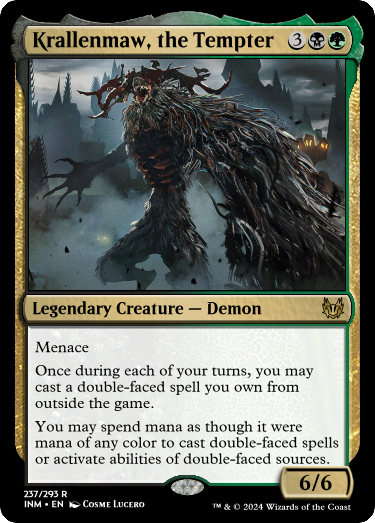 Krallenmaw, the Tempter 3
Legendary Creature — Demon
Menace
Once during each of your turns, you may
cast a double-faced spell you own from
outside the game.
You may spend mana as though it were
mana of any color to cast double-faced spells
or activate abilities of double-faced sources.
6/6
237/293 R
INM • EN Cosme Lucero
™ & © 2024 Wizards of the Coast